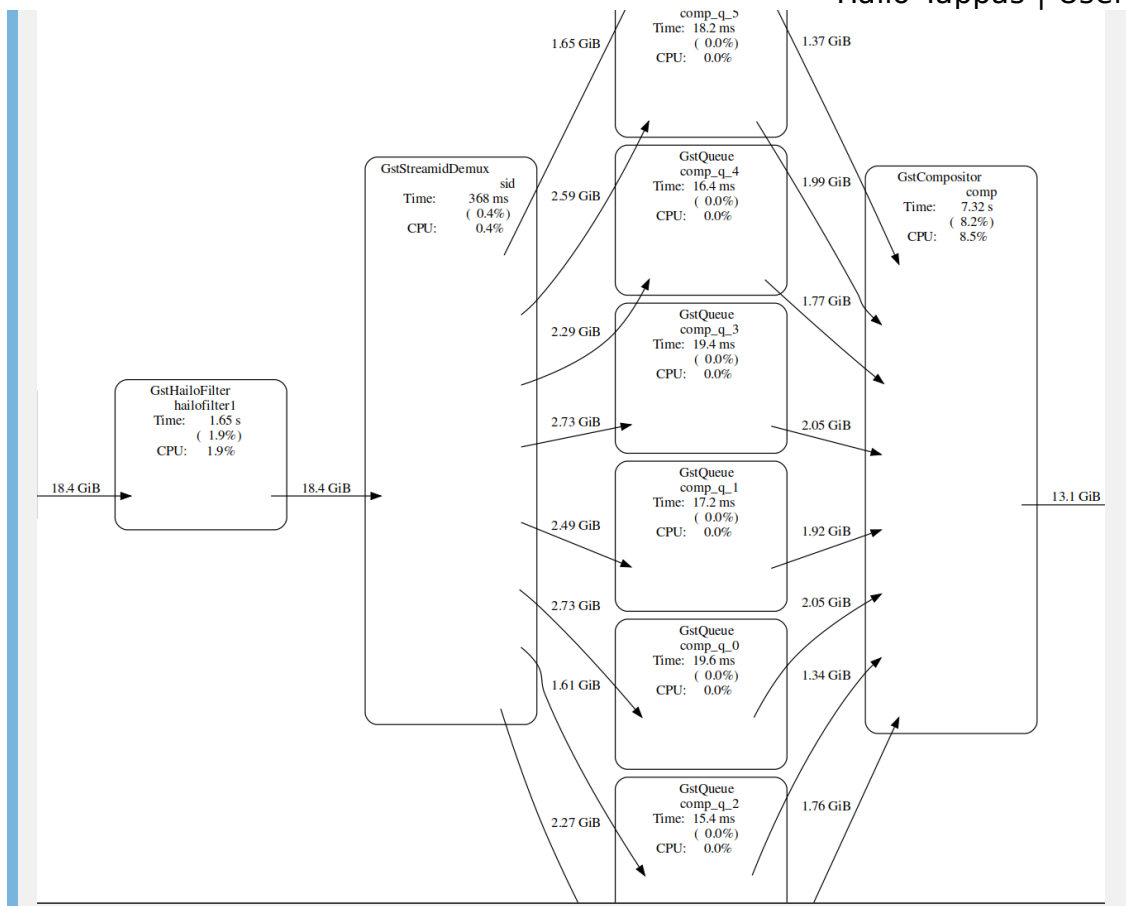 Hailo Tappas | User
comp_q_5
Time: 18.2 ms
( 0.0%)
CPU: 0.0%
1.65 GiB
1.37 GiB
GstStreamidDemux
sid
Time: 368 ms
( 0.4%)
CPU: 0.4%
2.59 GiB
GstQueue
comp_q_4
Time: 16.4 ms
( 0.0%)
CPU: 0.0%
1.99 GiB
GstCompositor
comp
Time: 7.32 s
( 8.2%)
CPU: 8.5%
1.77 GiB
2.29 GiB
GstQueue
comp_q_3
Time: 19.4 ms
( 0.0%)
CPU: 0.0%
GstHailoFilter
hailofilter1
Time: 1.65 s
( 1.9%)
CPU: 1.9%
2.73 GiB
2.05 GiB
18.4 GiB
18.4 GiB
GstQueue
comp_q_1
Time: 17.2 ms
( 0.0%)
CPU: 0.0%
13.1 GiB
2.49 GiB
1.92 GiB
2.73 GiB
2.05 GiB
GstQueue
comp_q_0
Time: 19.6 ms
( 0.0%)
CPU: 0.0%
1.61 GiB
1.34 GiB
GstQueue
comp_q_2
Time: 15.4 ms
( 0.0%)
CPU: 0.0%
2.27 GiB
1.76 GiB